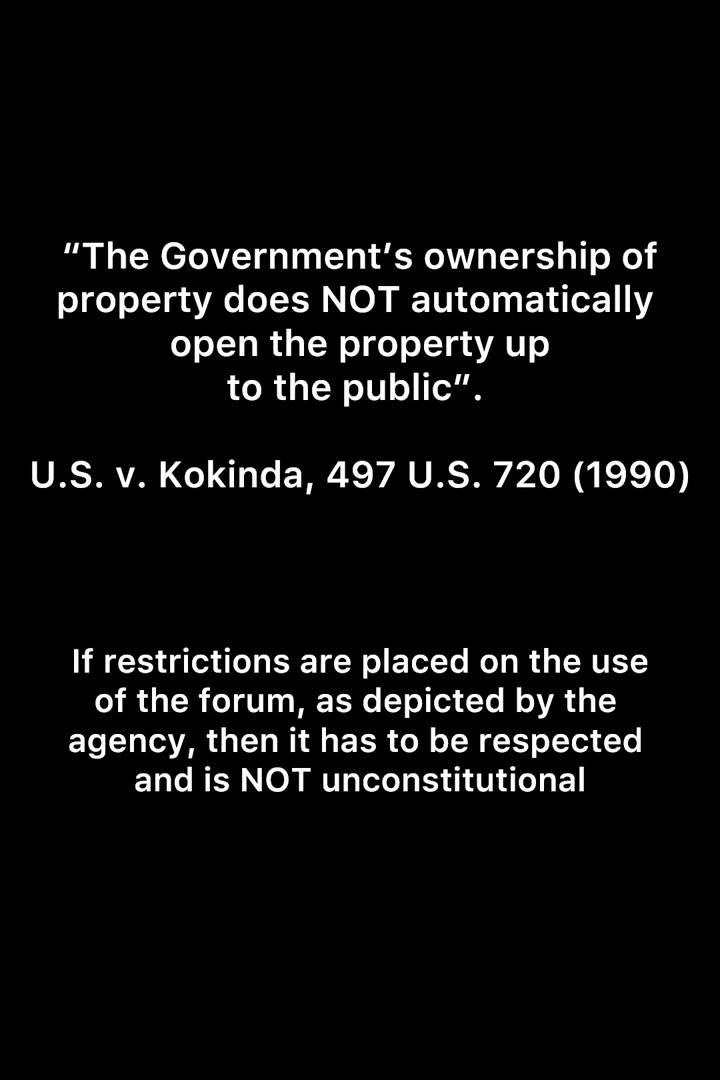 “The Government’s ownership of
property does NOT automatically
open the property up
to the public”.
U.S. v. Kokinda, 497 U.S. 720 (1990)
If restrictions are placed on the use
of the forum, as depicted by the
agency, then it has to be respected
and is NOT unconstitutional